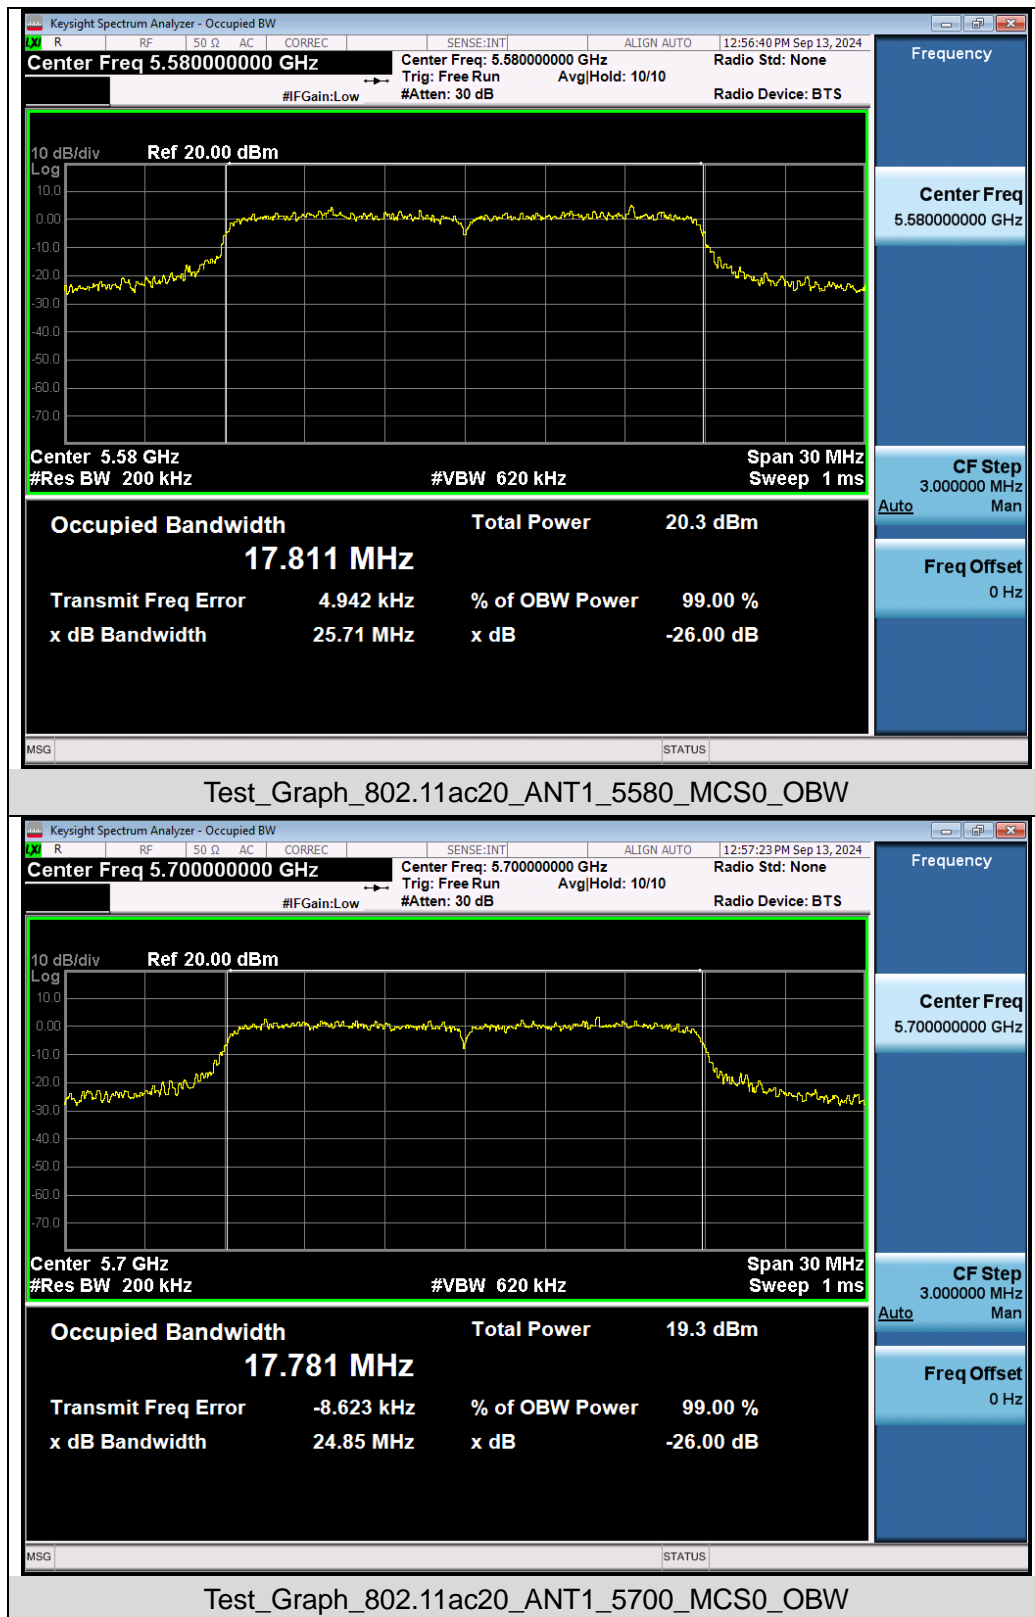 Keysight Spectrum Analyzer - Occupied BW
LXI R RF 50 Ω AC CORREC SENSE:INT ALIGN AUTO 12:56:40 PM Sep 13, 2024
Center Freq 5.580000000 GHz Center Freq: 5.580000000 GHz Radio Std: None
Trig: Free Run Avg|Hold: 10/10
#IFGain:Low #Atten: 30 dB Radio Device: BTS
Frequency
10 dB/div Ref 20.00 dBm
Log
10.0
0.00
-10.0
-20.0
-30.0
-40.0
-50.0
-60.0
-70.0
Center Freq
5.580000000 GHz
Center 5.58 GHz Span 30 MHz
#Res BW 200 kHz #VBW 620 kHz Sweep 1 ms
CF Step
3.000000 MHz
Auto Man
Occupied Bandwidth Total Power 20.3 dBm
17.811 MHz
Freq Offset
0 Hz
Transmit Freq Error 4.942 kHz % of OBW Power 99.00 %
x dB Bandwidth 25.71 MHz x dB -26.00 dB
MSG STATUS
Test_Graph_802.11ac20_ANT1_5580_MCS0_OBW
Keysight Spectrum Analyzer - Occupied BW
LXI R RF 50 Ω AC CORREC SENSE:INT ALIGN AUTO 12:57:23 PM Sep 13, 2024
Center Freq 5.700000000 GHz Center Freq: 5.700000000 GHz Radio Std: None
Trig: Free Run Avg|Hold: 10/10
#IFGain:Low #Atten: 30 dB Radio Device: BTS
Frequency
10 dB/div Ref 20.00 dBm
Log
10.0
0.00
-10.0
-20.0
-30.0
-40.0
-50.0
-60.0
-70.0
Center Freq
5.700000000 GHz
Center 5.7 GHz Span 30 MHz
#Res BW 200 kHz #VBW 620 kHz Sweep 1 ms
CF Step
3.000000 MHz
Auto Man
Occupied Bandwidth Total Power 19.3 dBm
17.781 MHz
Freq Offset
0 Hz
Transmit Freq Error -8.623 kHz % of OBW Power 99.00 %
x dB Bandwidth 24.85 MHz x dB -26.00 dB
MSG STATUS
Test_Graph_802.11ac20_ANT1_5700_MCS0_OBW